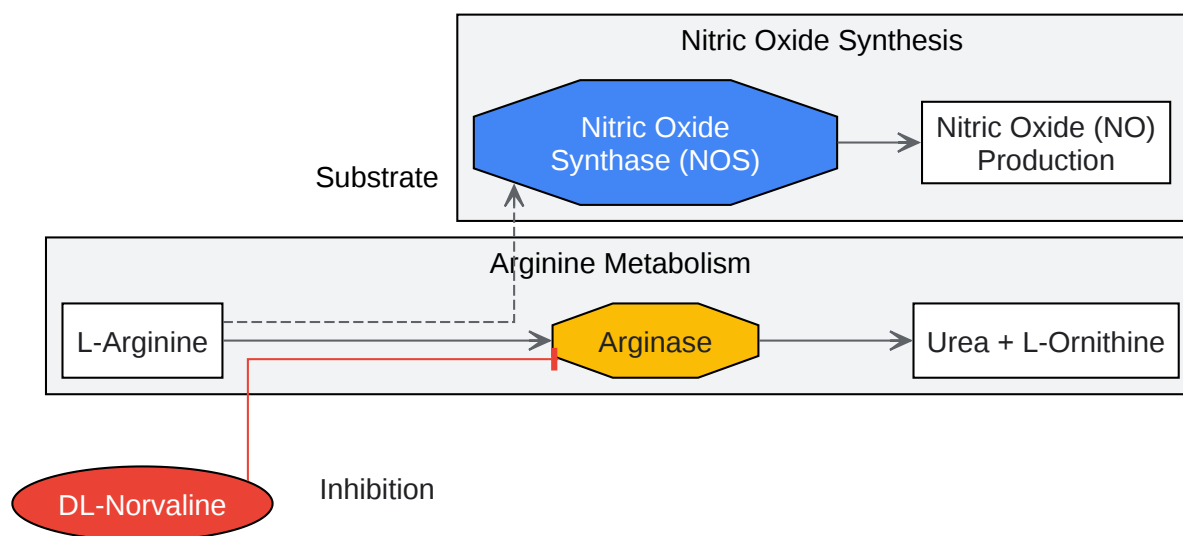 Nitric Oxide Synthesis
Nitric Oxide
Synthase (NOS)
Nitric Oxide (NO)
Production
Substrate
Arginine Metabolism
L-Arginine
Arginase
Urea + L-Ornithine
DL-Norvaline
Inhibition